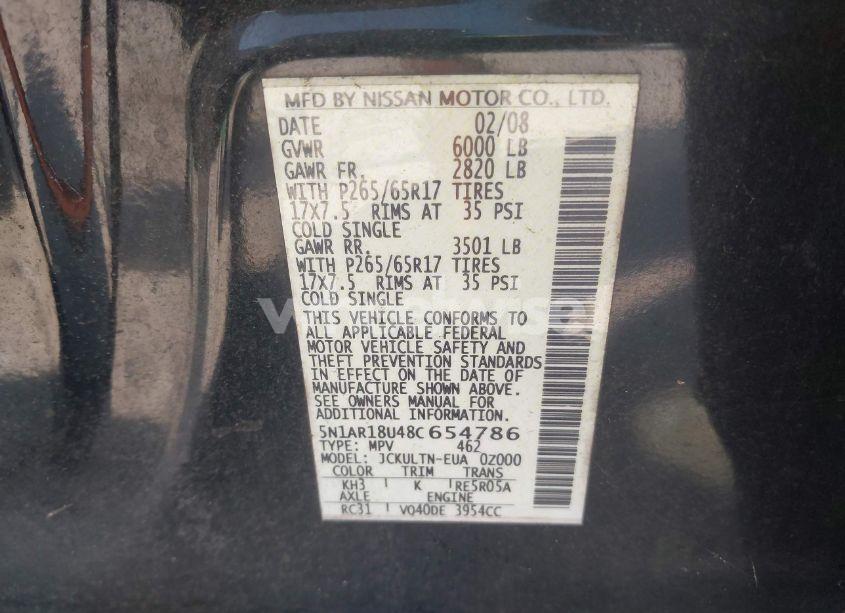 MFD BY NISSAN MOTOR CO., LTD.
DATE 02/08
GVWR 6000 LB
GAWR FR. 2820 LB
WITH P265/65R17 TIRES
17X7.5 RIMS AT 35 PSI
COLD SINGLE
GAWR RR. 3501 LB
WITH P265/65R17 TIRES
17X7.5 RIMS AT 35 PSI
COLD SINGLE
THIS VEHICLE CONFORMS TO
ALL APPLICABLE FEDERAL
MOTOR VEHICLE SAFETY AND
THEFT PREVENTION STANDARDS
IN EFFECT ON THE DATE OF
MANUFACTURE SHOWN ABOVE.
SEE OWNERS MANUAL FOR
ADDITIONAL INFORMATION.
5N1AR18U48C654786
TYPE: MPV 462
MODEL: JCKULTN-EUA 0Z000
COLOR TRIM TRANS
KH3 K RE5R05A
AXLE ENGINE
RC31 VQ40DE 3954CC